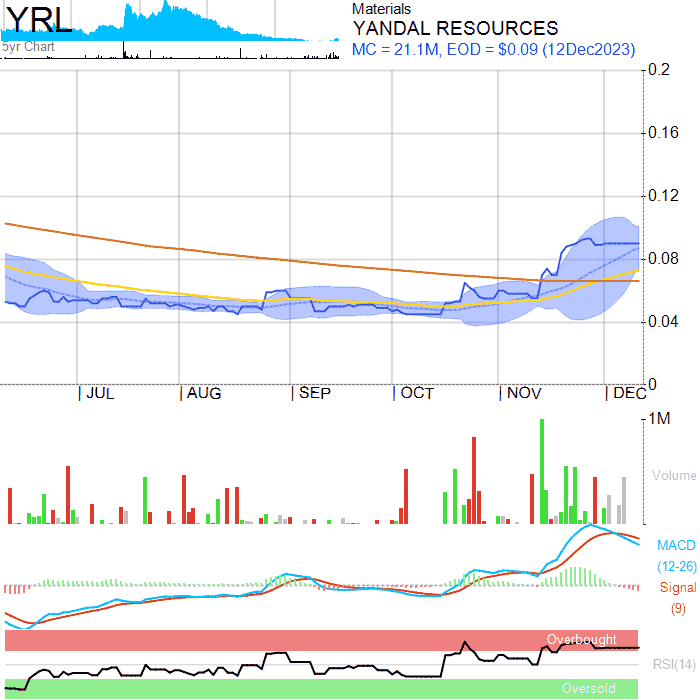 YRL
5yr Chart
Materials
YANDAL RESOURCES
MC = 21.1M, EOD = $0.09 (12Dec2023)
0.2
0.16
0.12
0.08
0.04
0
JUL AUG SEP OCT NOV DEC
1M
Volume
MACD
(12-26)
Signal
(9)
Overbought
RSI(14)
Oversold